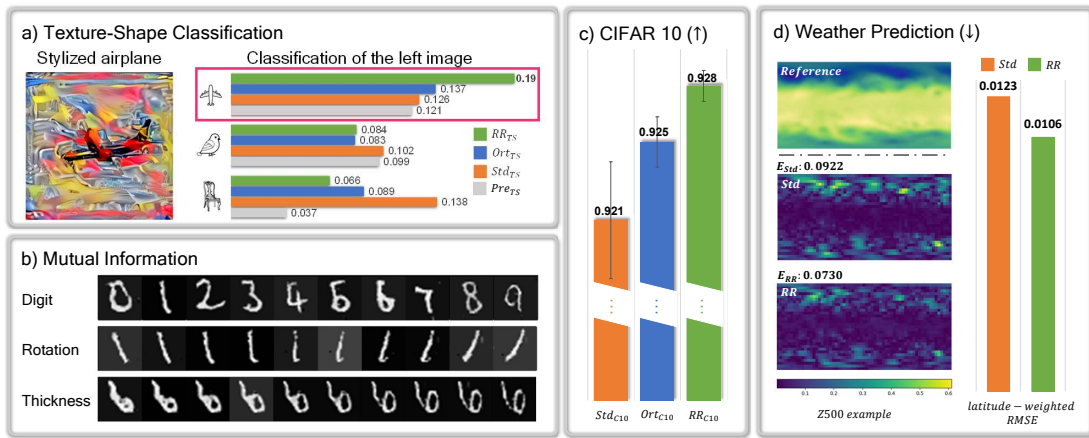 a) Texture-Shape Classification
Stylized airplane
Classification of the left image
0.19
0.137
0.126
0.121
0.084
0.083
0.102
0.099
0.066
0.089
0.138
0.037
RR_TS
Ort_TS
Std_TS
Pre_TS
b) Mutual Information
Digit
Rotation
Thickness
c) CIFAR 10 (↑)
0.921
0.925
0.928
Std_C10
Ort_C10
RR_C10
d) Weather Prediction (↓)
Reference
E_Std: 0.0922
Std
E_RR: 0.0730
RR
0.1 0.2 0.3 0.4 0.5 0.6
Z500 example
Std RR
0.0123
0.0106
latitude − weighted
RMSE